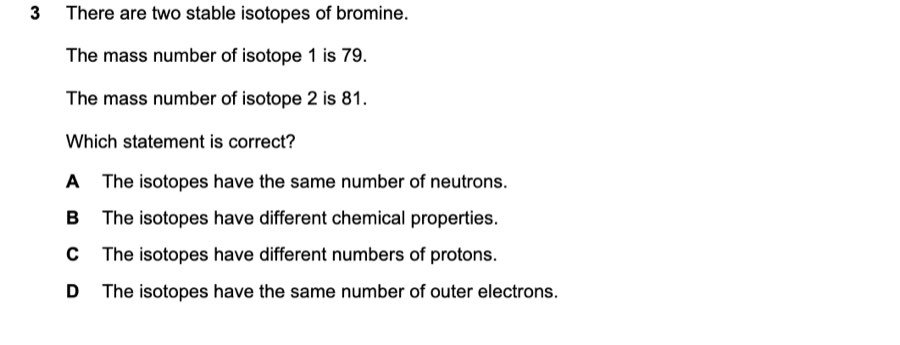 3 There are two stable isotopes of bromine.
The mass number of isotope 1 is 79.
The mass number of isotope 2 is 81.
Which statement is correct?
A The isotopes have the same number of neutrons.
B The isotopes have different chemical properties.
C The isotopes have different numbers of protons.
D The isotopes have the same number of outer electrons.